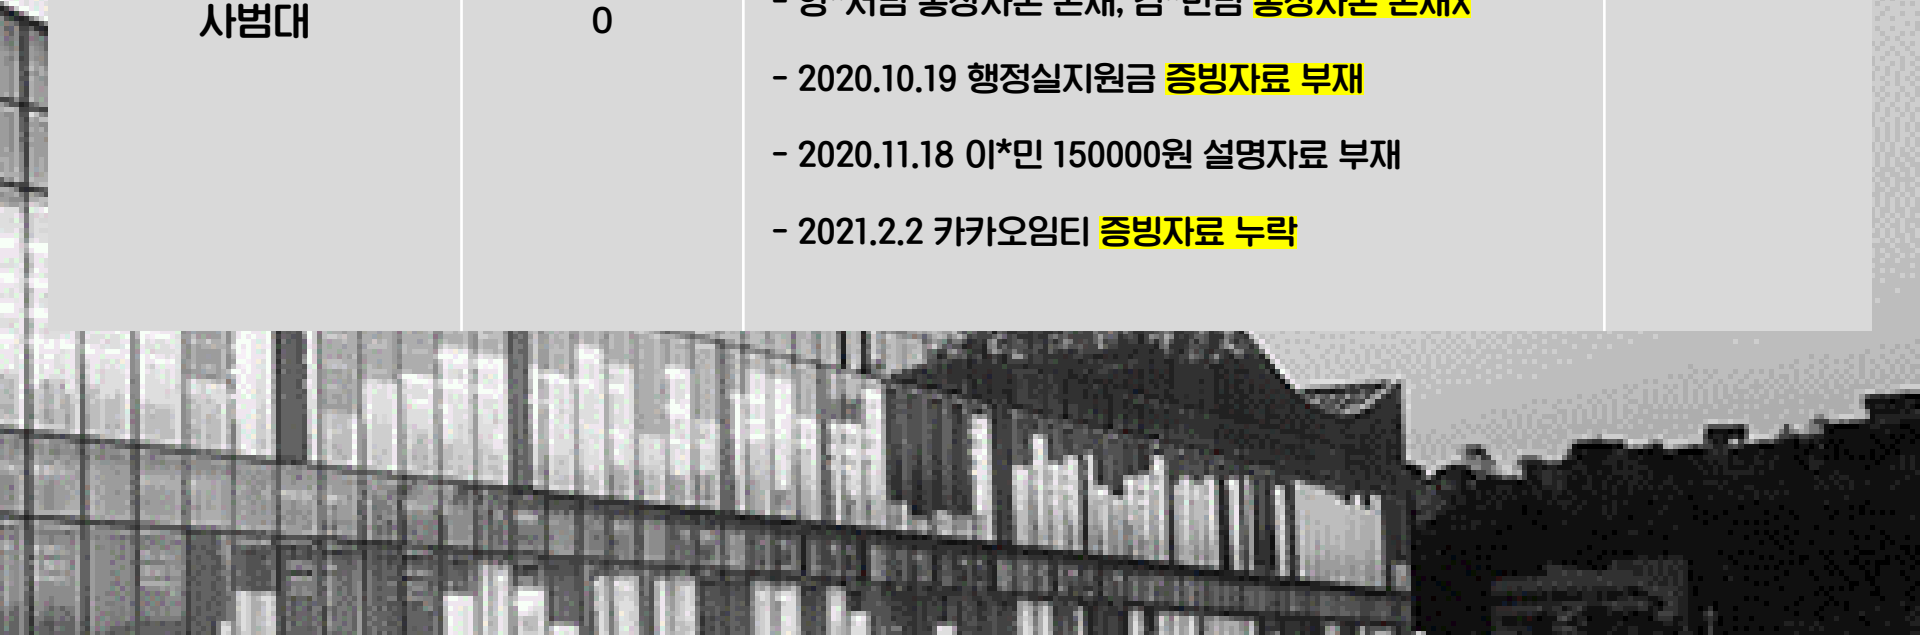 사범대
0
- 2020.10.19 행정실지원금 증빙자료 부재
- 2020.11.18 이*민 150000원 설명자료 부재
- 2021.2.2 카카오임티 증빙자료 누락